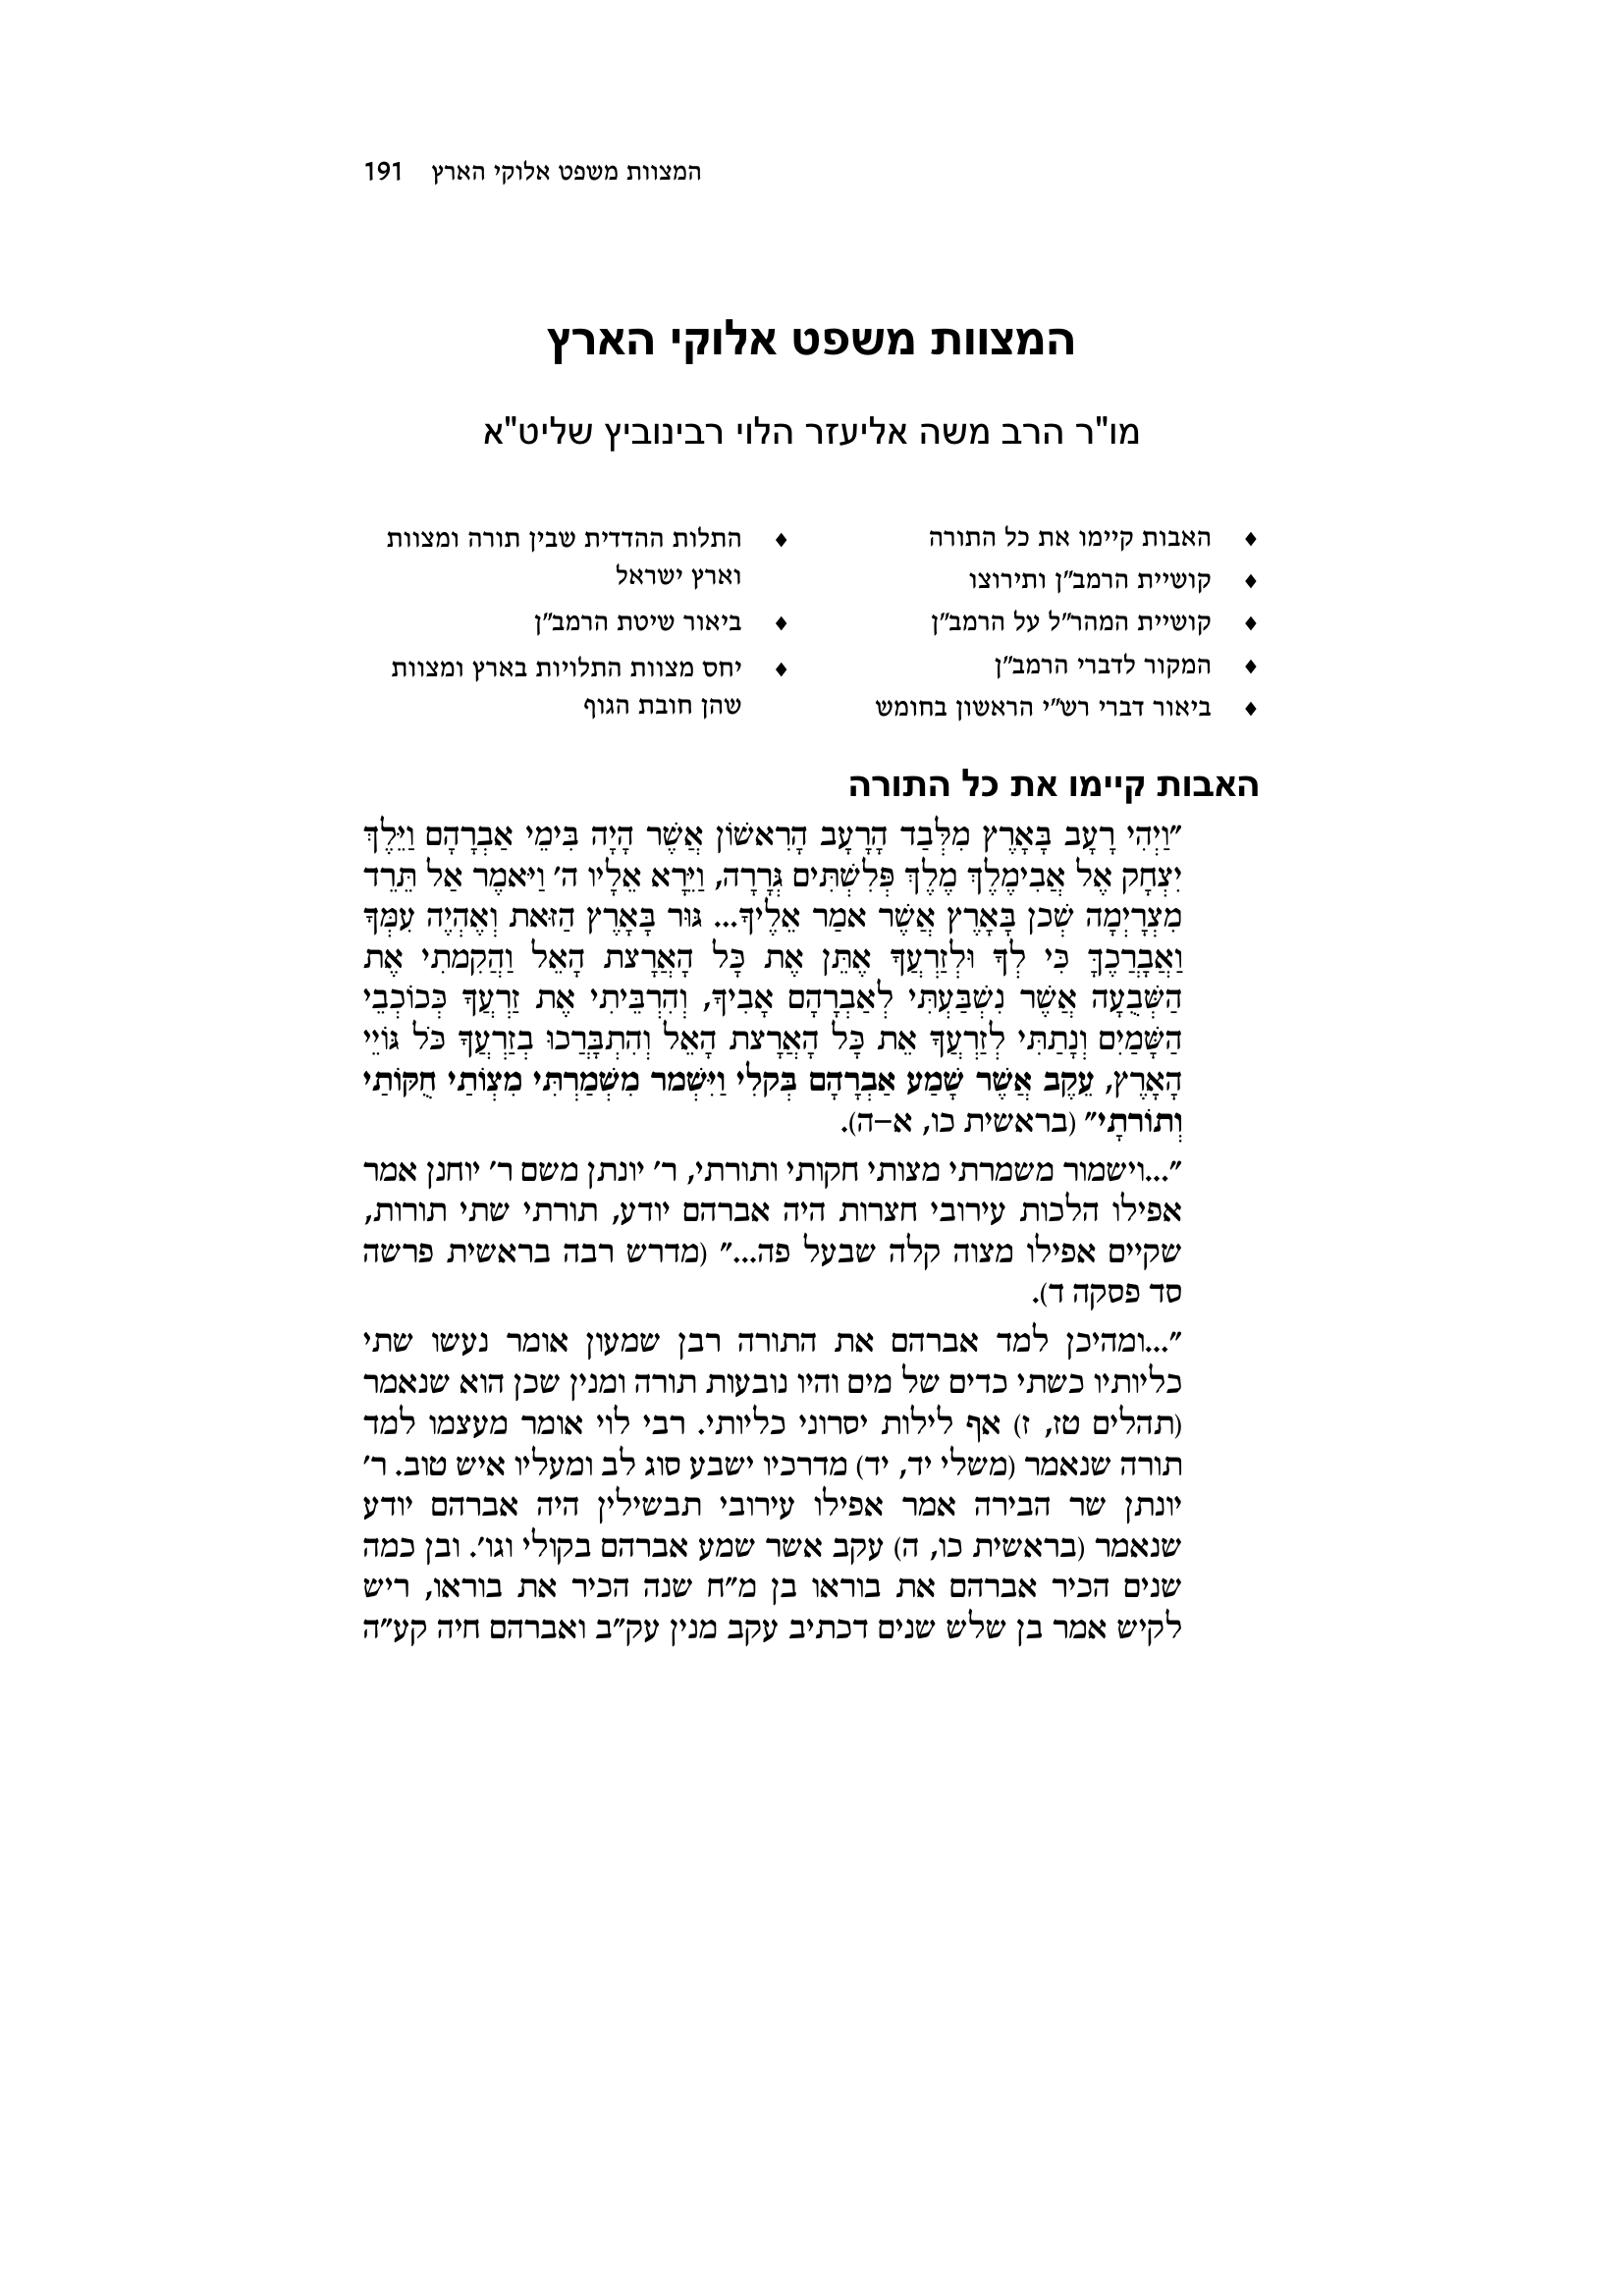 המצוות משפט אלוקי הארץ 191
המצוות משפט אלוקי הארץ
מו"ר הרב משה אליעזר הלוי רבינוביץ שליט"א
♦ האבות קיימו את כל התורה
♦ קושיית הרמב״ן ותירוצו
♦ קושיית המהר״ל על הרמב״ן
♦ המקור לדברי הרמב״ן
♦ ביאור דברי רש״י הראשון בחומש
♦ התלות ההדדית שבין תורה ומצוות
וארץ ישראל
♦ ביאור שיטת הרמב״ן
♦ יחס מצוות התלויות בארץ ומצוות
שהן חובת הגוף
האבות קיימו את כל התורה
״וַיְהִי רָעָב בָּאָרֶץ מִלְּבַד הָרָעָב הָרִאשׁוֹן אֲשֶׁר הָיָה בִּימֵי אַבְרָהָם וַיֵּלֶךְ
יִצְחָק אֶל אֲבִימֶלֶךְ מֶלֶךְ פְּלִשְׁתִּים גְּרָרָה, וַיֵּרָא אֵלָיו ה׳ וַיֹּאמֶר אַל תֵּרֵד
מִצְרָיְמָה שְׁכֹן בָּאָרֶץ אֲשֶׁר אֹמַר אֵלֶיךָ... גּוּר בָּאָרֶץ הַזֹּאת וְאֶהְיֶה עִמְּךָ
וַאֲבָרְכֶךָּ כִּי לְךָ וּלְזַרְעֲךָ אֶתֵּן אֶת כָּל הָאֲרָצֹת הָאֵל וַהֲקִמֹתִי אֶת
הַשְּׁבֻעָה אֲשֶׁר נִשְׁבַּעְתִּי לְאַבְרָהָם אָבִיךָ, וְהִרְבֵּיתִי אֶת זַרְעֲךָ כְּכוֹכְבֵי
הַשָּׁמַיִם וְנָתַתִּי לְזַרְעֲךָ אֵת כָּל הָאֲרָצֹת הָאֵל וְהִתְבָּרֲכוּ בְזַרְעֲךָ כֹּל גּוֹיֵי
הָאָרֶץ, עֵקֶב אֲשֶׁר שָׁמַע אַבְרָהָם בְּקֹלִי וַיִּשְׁמֹר מִשְׁמַרְתִּי מִצְוֹתַי חֻקּוֹתַי
וְתוֹרֹתָי״ (בראשית כו, א–ה).
״...וישמור משמרתי מצותי חקותי ותורתי, ר׳ יונתן משם ר׳ יוחנן אמר
אפילו הלכות עירובי חצרות היה אברהם יודע, תורתי שתי תורות,
שקיים אפילו מצוה קלה שבעל פה...״ (מדרש רבה בראשית פרשה
סד פסקה ד).
״...ומהיכן למד אברהם את התורה רבן שמעון אומר נעשו שתי
כליותיו כשתי כדים של מים והיו נובעות תורה ומנין שכן הוא שנאמר
(תהלים טז, ז) אף לילות יסרוני כליותי. רבי לוי אומר מעצמו למד
תורה שנאמר (משלי יד, יד) מדרכיו ישבע סוג לב ומעליו איש טוב. ר׳
יונתן שר הבירה אמר אפילו עירובי תבשילין היה אברהם יודע
שנאמר (בראשית כו, ה) עקב אשר שמע אברהם בקולי וגו׳. ובן כמה
שנים הכיר אברהם את בוראו בן מ״ח שנה הכיר את בוראו, ריש
לקיש אמר בן שלש שנים דכתיב עקב מנין עק״ב ואברהם חיה קע״ה